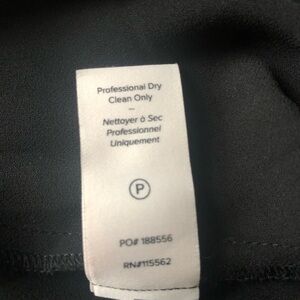 Professional Dry
Clean Only
–
Nettoyer à Sec
Professionnel
Uniquement
P
PO# 188556
RN#115562